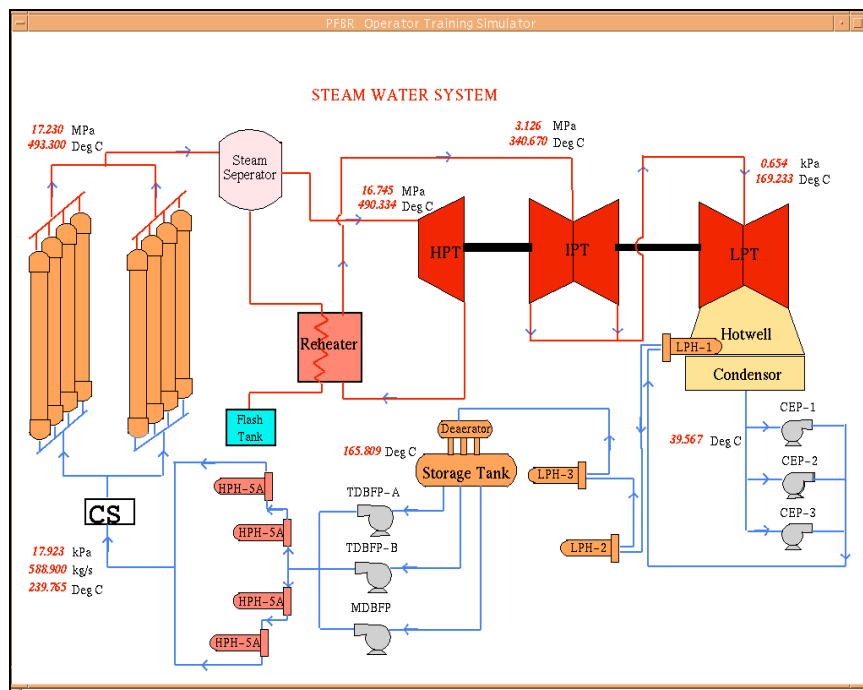 PFBR Operator Training Simulator
STEAM WATER SYSTEM
17.230 MPa
493.300 Deg C
Steam
Seperator
3.126 MPa
340.670 Deg C
0.654 kPa
169.233 Deg C
16.745 MPa
490.334 Deg C
HPT
IPT
LPT
Reheater
Hotwell
LPH-1
Condensor
Flash
Tank
Deaerator
165.809 Deg C
Storage Tank
39.567 Deg C
CEP-1
CEP-2
CEP-3
LPH-3
LPH-2
HPH-5A
HPH-5A
HPH-5A
HPH-5A
TDBFP-A
TDBFP-B
MDBFP
CS
17.923 kPa
588.900 kg/s
239.765 Deg C